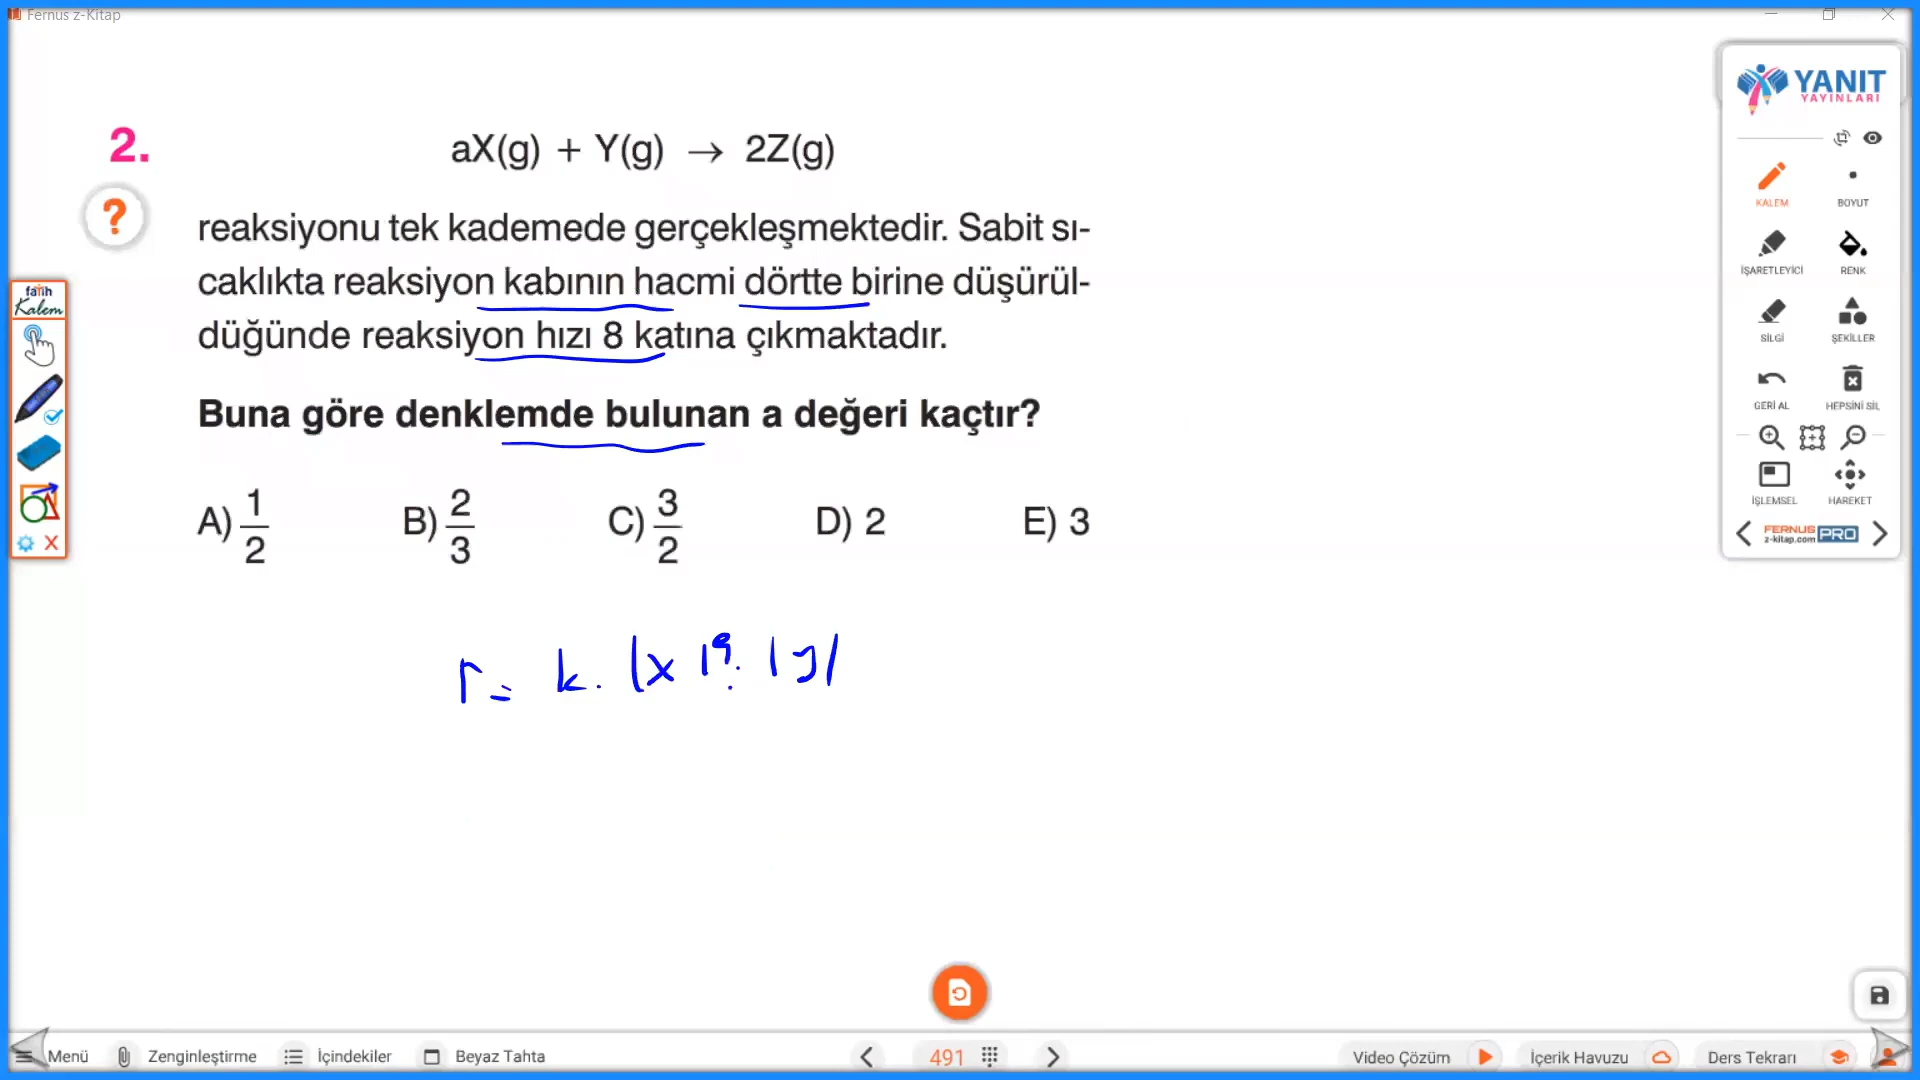 Fernus z-Kitap
YANIT
YAYINLARI
2. aX(g) + Y(g) → 2Z(g)
?
reaksiyonu tek kademede gerçekleşmektedir. Sabit sı-
caklıkta reaksiyon kabının hacmi dörtte birine düşürül-
düğünde reaksiyon hızı 8 katına çıkmaktadır.
Buna göre denklemde bulunan a değeri kaçtır?
A) 1/2 B) 2/3 C) 3/2 D) 2 E) 3
r = k. |x|a. |y|
fatih
Kalem
KALEM BOYUT
İŞARETLEYİCİ RENK
SİLGİ ŞEKİLLER
GERİ AL HEPSİNİ SİL
İŞLEMSEL HAREKET
FERNUS
z-kitap.com PRO
Menü Zenginleştirme İçindekiler Beyaz Tahta 491 Video Çözüm İçerik Havuzu Ders Tekrarı